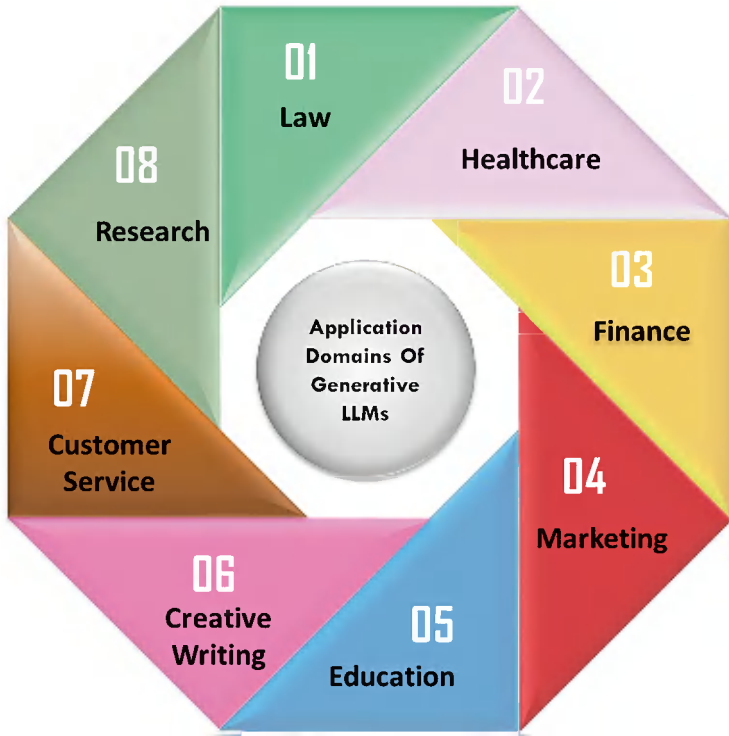 01
Law
02
Healthcare
03
Finance
04
Marketing
05
Education
06
Creative
Writing
07
Customer
Service
08
Research
Application
Domains Of
Generative
LLMs